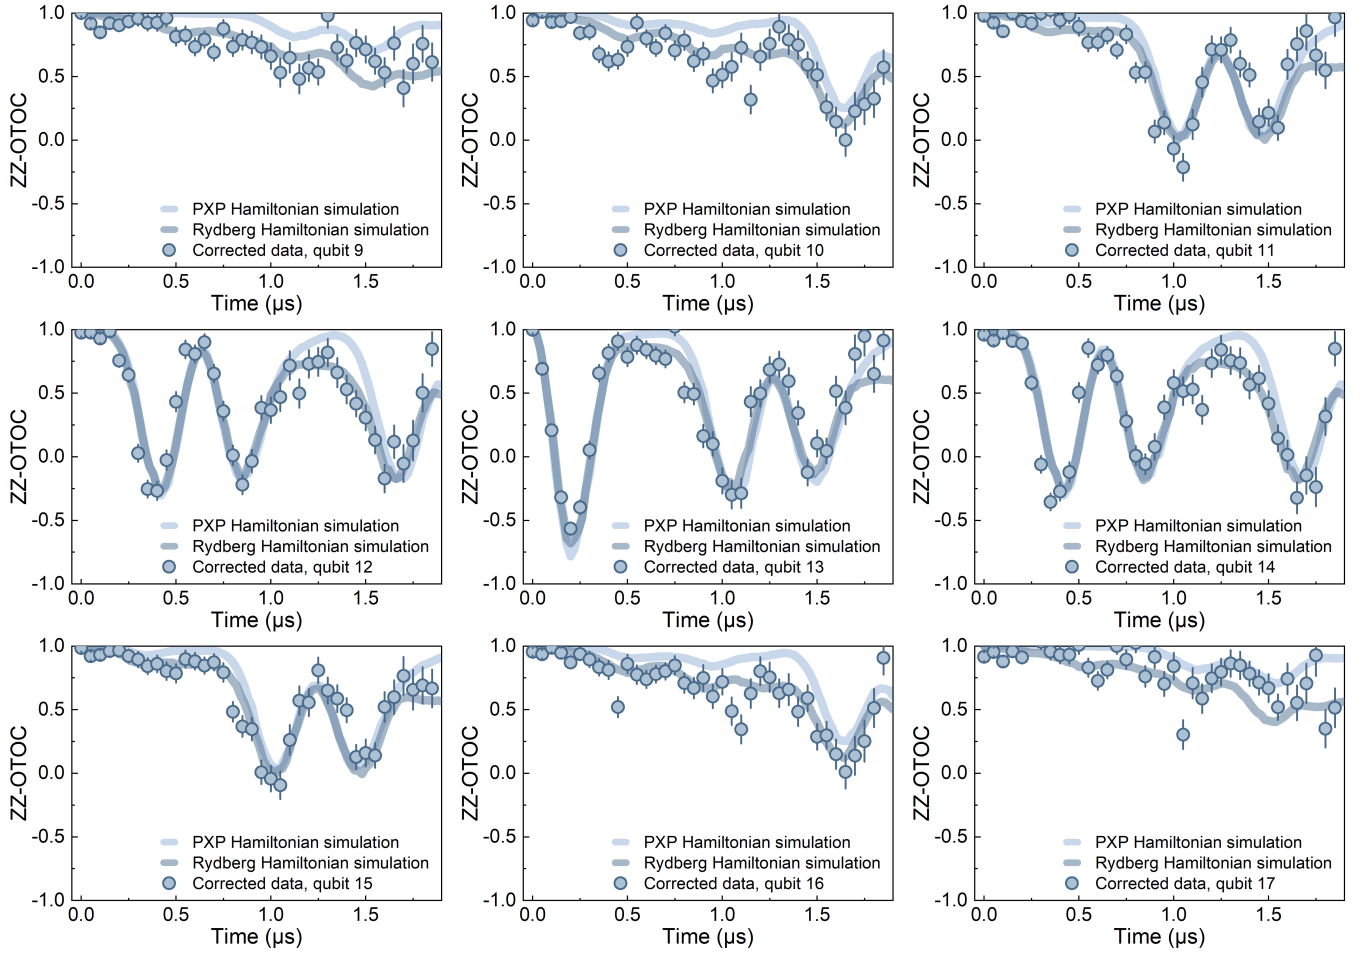 1.0
0.5
0.0
-0.5
-1.0
ZZ-OTOC
PXP Hamiltonian simulation
Rydberg Hamiltonian simulation
Corrected data, qubit 9
0.0 0.5 1.0 1.5
Time (µs)
1.0
0.5
0.0
-0.5
-1.0
ZZ-OTOC
PXP Hamiltonian simulation
Rydberg Hamiltonian simulation
Corrected data, qubit 10
0.0 0.5 1.0 1.5
Time (µs)
1.0
0.5
0.0
-0.5
-1.0
ZZ-OTOC
PXP Hamiltonian simulation
Rydberg Hamiltonian simulation
Corrected data, qubit 11
0.0 0.5 1.0 1.5
Time (µs)
1.0
0.5
0.0
-0.5
-1.0
ZZ-OTOC
PXP Hamiltonian simulation
Rydberg Hamiltonian simulation
Corrected data, qubit 12
0.0 0.5 1.0 1.5
Time (µs)
1.0
0.5
0.0
-0.5
-1.0
ZZ-OTOC
PXP Hamiltonian simulation
Rydberg Hamiltonian simulation
Corrected data, qubit 13
0.0 0.5 1.0 1.5
Time (µs)
1.0
0.5
0.0
-0.5
-1.0
ZZ-OTOC
PXP Hamiltonian simulation
Rydberg Hamiltonian simulation
Corrected data, qubit 14
0.0 0.5 1.0 1.5
Time (µs)
1.0
0.5
0.0
-0.5
-1.0
ZZ-OTOC
PXP Hamiltonian simulation
Rydberg Hamiltonian simulation
Corrected data, qubit 15
0.0 0.5 1.0 1.5
Time (µs)
1.0
0.5
0.0
-0.5
-1.0
ZZ-OTOC
PXP Hamiltonian simulation
Rydberg Hamiltonian simulation
Corrected data, qubit 16
0.0 0.5 1.0 1.5
Time (µs)
1.0
0.5
0.0
-0.5
-1.0
ZZ-OTOC
PXP Hamiltonian simulation
Rydberg Hamiltonian simulation
Corrected data, qubit 17
0.0 0.5 1.0 1.5
Time (µs)